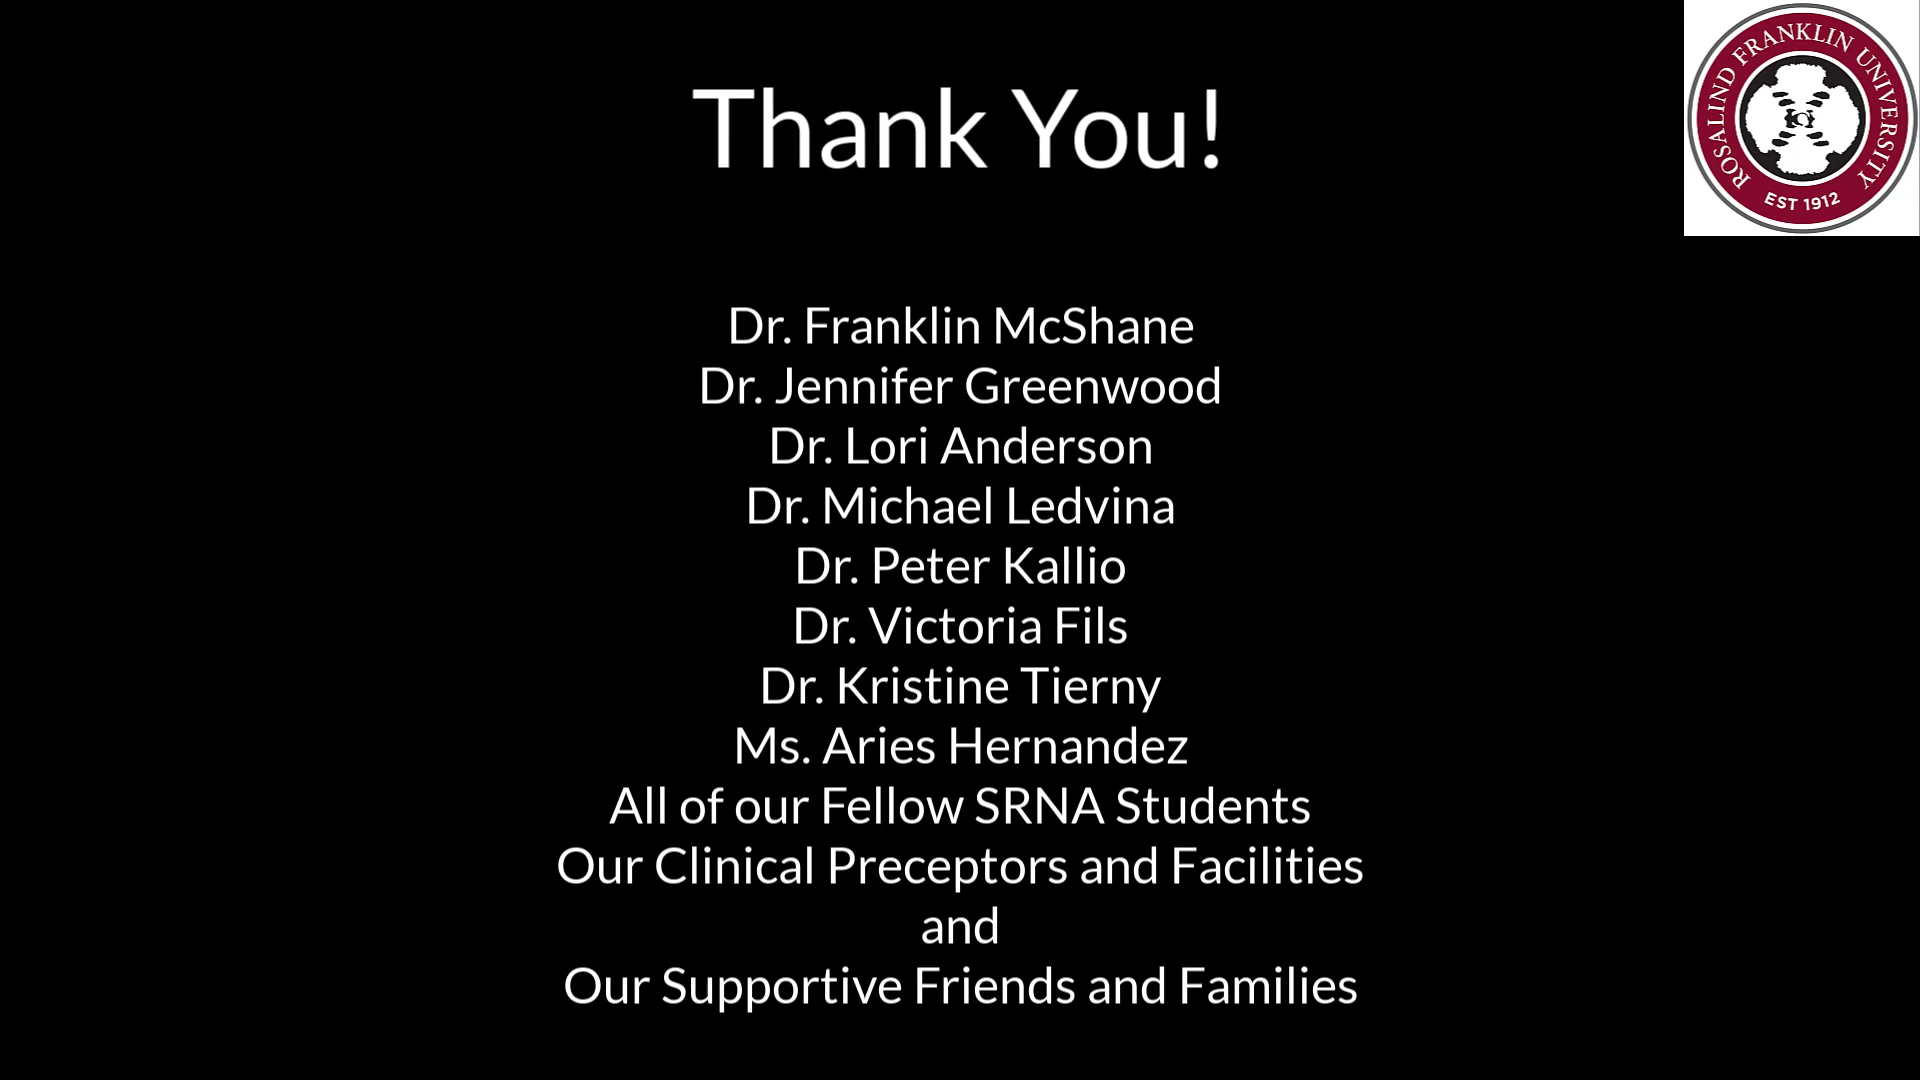 Thank You!
ROSALIND FRANKLIN UNIVERSITY
EST 1912
Dr. Franklin McShane
Dr. Jennifer Greenwood
Dr. Lori Anderson
Dr. Michael Ledvina
Dr. Peter Kallio
Dr. Victoria Fils
Dr. Kristine Tierny
Ms. Aries Hernandez
All of our Fellow SRNA Students
Our Clinical Preceptors and Facilities
and
Our Supportive Friends and Families